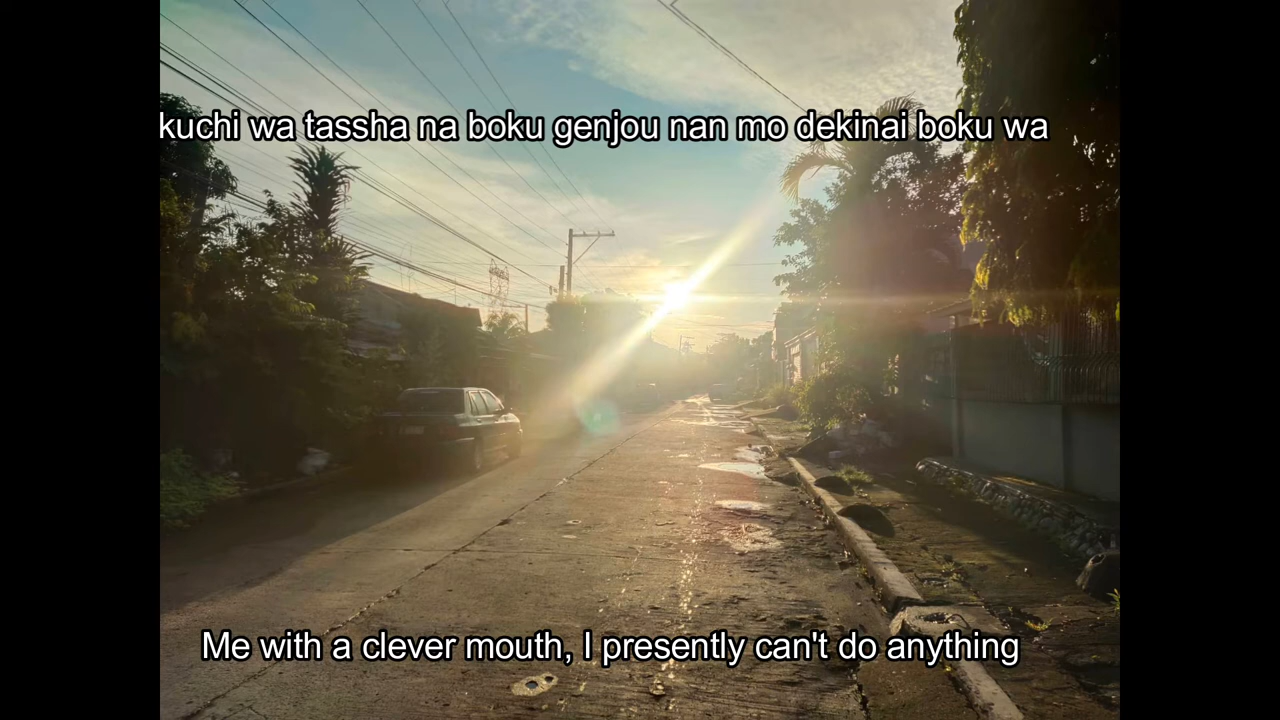 kuchi wa tassha na boku genjou nan mo dekinai boku wa
Me with a clever mouth, I presently can't do anything